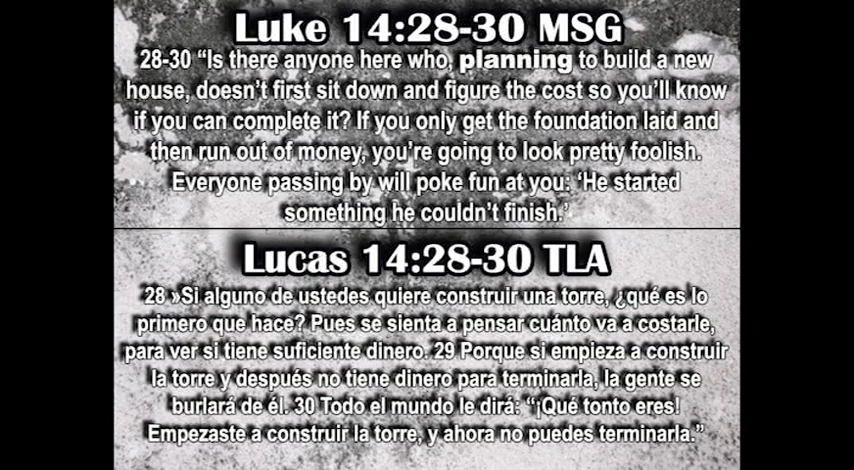 Luke 14:28-30 MSG
28-30 “Is there anyone here who, planning to build a new
house, doesn’t first sit down and figure the cost so you’ll know
if you can complete it? If you only get the foundation laid and
then run out of money, you’re going to look pretty foolish.
Everyone passing by will poke fun at you: ‘He started
something he couldn’t finish.’
Lucas 14:28-30 TLA
28 »Si alguno de ustedes quiere construir una torre, ¿qué es lo
primero que hace? Pues se sienta a pensar cuánto va a costarle,
para ver si tiene suficiente dinero. 29 Porque si empieza a construir
la torre y después no tiene dinero para terminarla, la gente se
burlará de él. 30 Todo el mundo le dirá: “¡Qué tonto eres!
Empezaste a construir la torre, y ahora no puedes terminarla.”